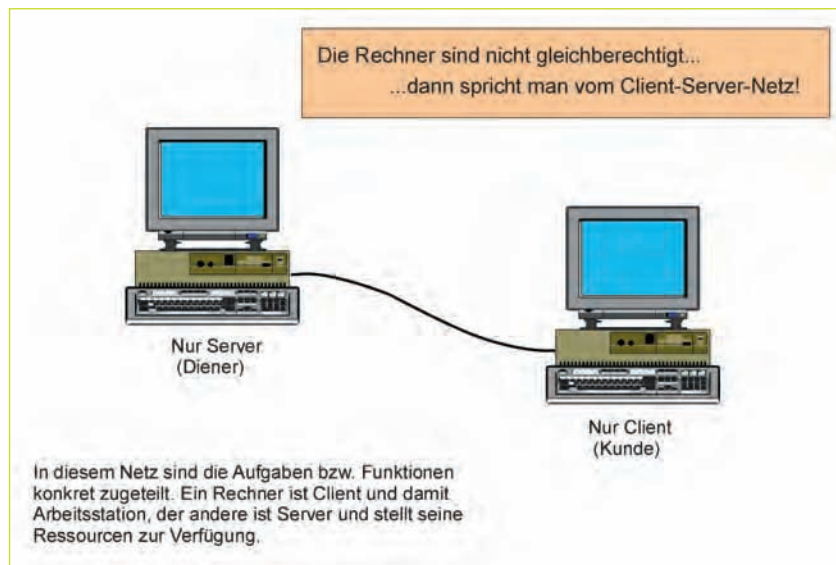 Die Rechner sind nicht gleichberechtigt...
...dann spricht man vom Client-Server-Netz!
Nur Server
(Diener)
Nur Client
(Kunde)
In diesem Netz sind die Aufgaben bzw. Funktionen
konkret zugeteilt. Ein Rechner ist Client und damit
Arbeitsstation, der andere ist Server und stellt seine
Ressourcen zur Verfügung.